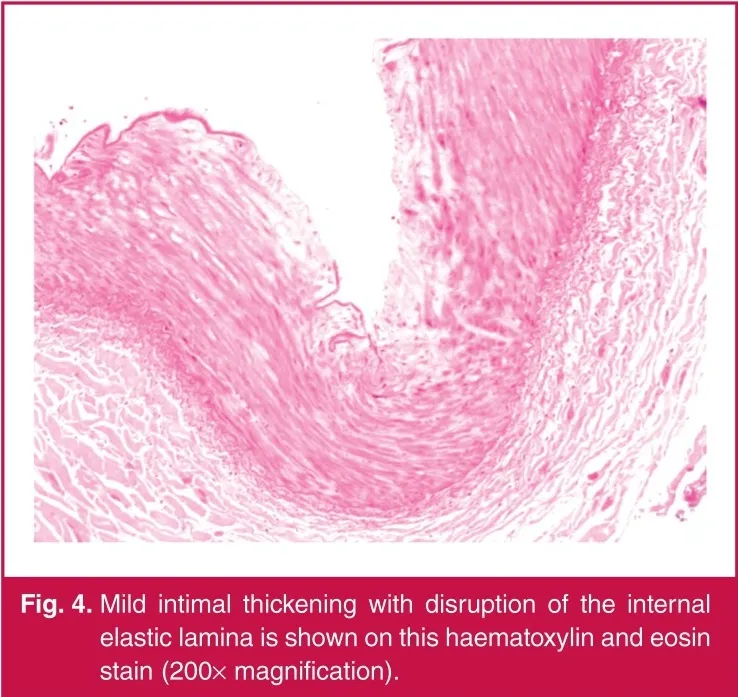 Fig. 4. Mild intimal thickening with disruption of the internal
elastic lamina is shown on this haematoxylin and eosin
stain (200× magnification).